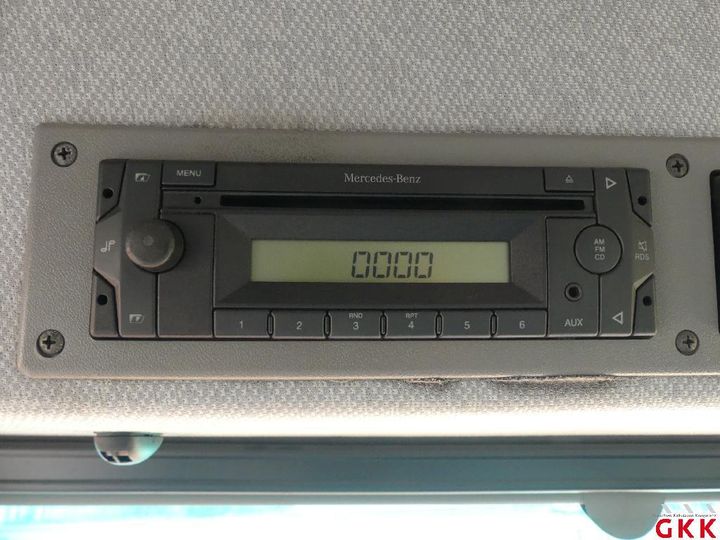 MENU
Mercedes-Benz
AM
FM
CD
RDS
0000
RND
RPT
1 2 3 4 5 6
AUX
GKK